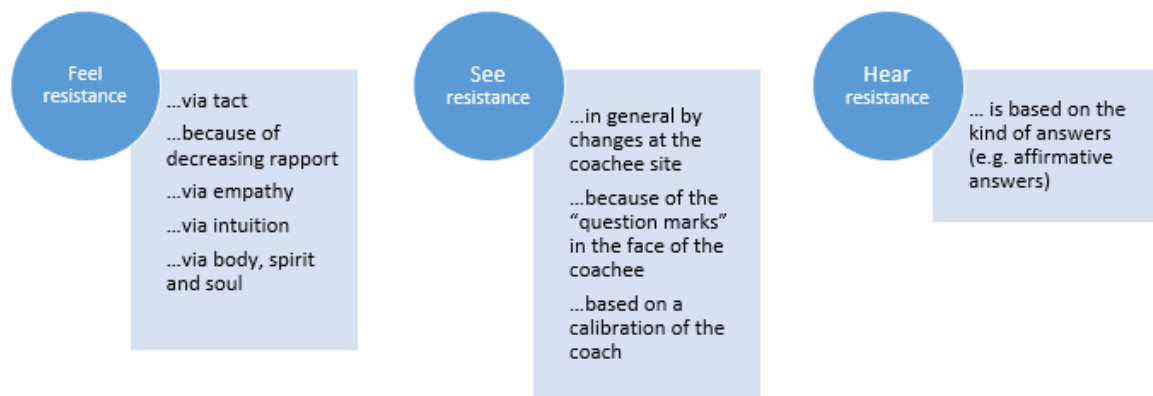 Feel
resistance
...via tact
...because of
decreasing rapport
...via empathy
...via intuition
...via body, spirit
and soul
See
resistance
...in general by
changes at the
coachee site
...because of the
“question marks”
in the face of the
coachee
...based on a
calibration of the
coach
Hear
resistance
... is based on the
kind of answers
(e.g. affirmative
answers)